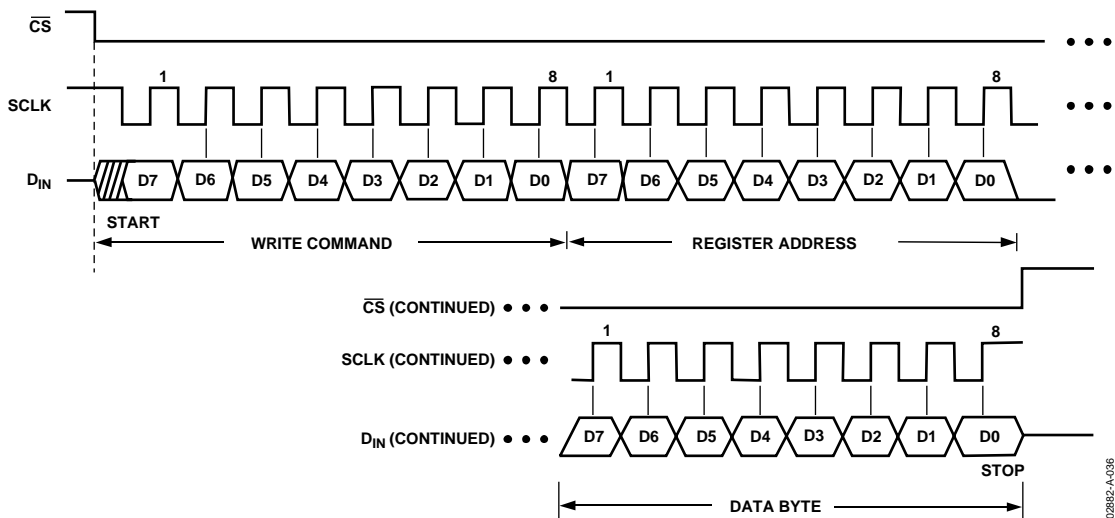 CS
1 8 1 8
SCLK
DIN D7 D6 D5 D4 D3 D2 D1 D0 D7 D6 D5 D4 D3 D2 D1 D0
START
WRITE COMMAND REGISTER ADDRESS
CS (CONTINUED)
1 8
SCLK (CONTINUED)
DIN (CONTINUED) D7 D6 D5 D4 D3 D2 D1 D0
STOP
DATA BYTE
02882-A-036